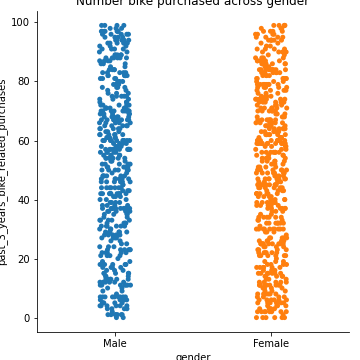 Number bike purchased across gender
100
80
60
40
20
0
past_3_years_bike_related_purchases
Male
Female
gender